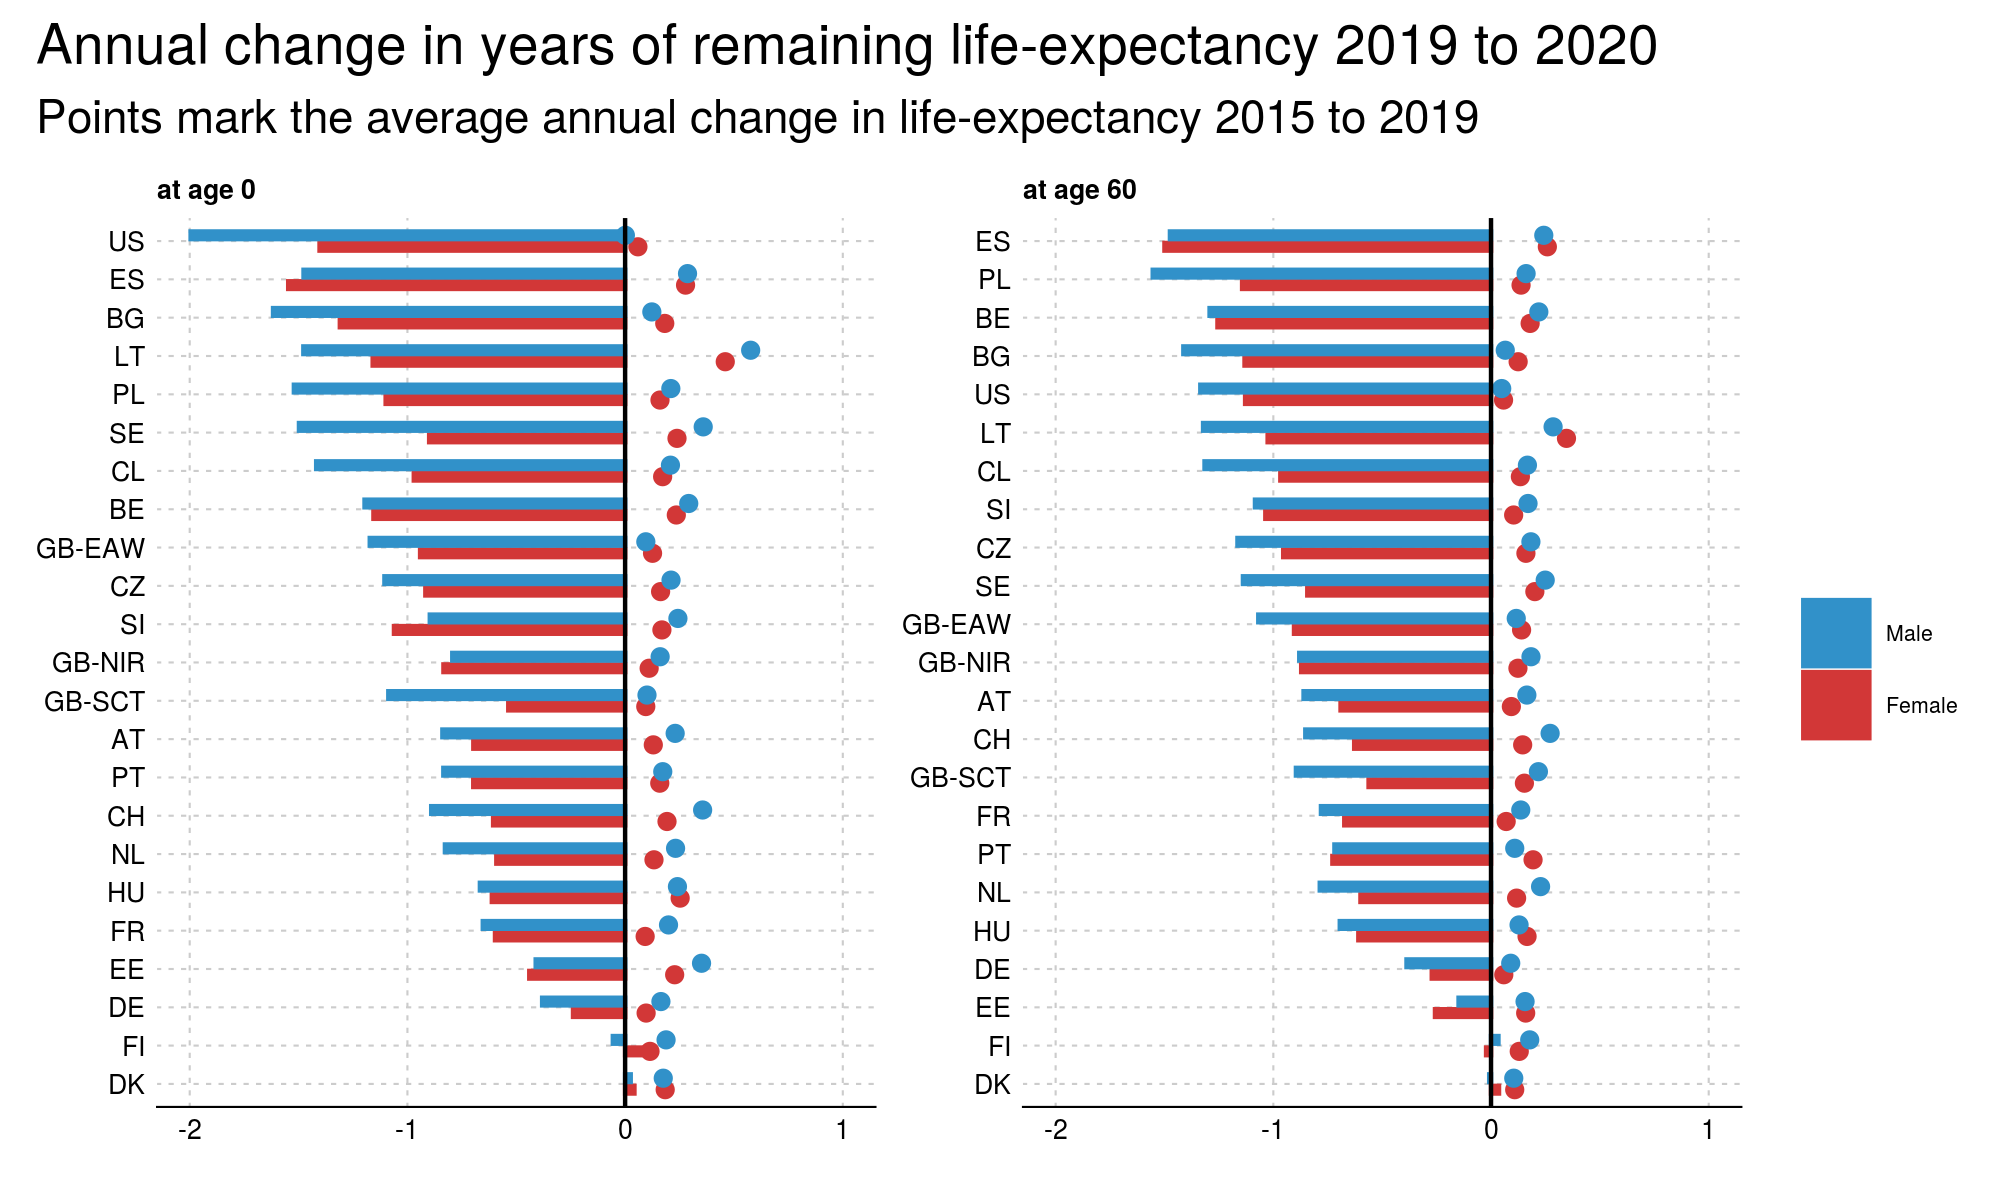 Annual change in years of remaining life-expectancy 2019 to 2020
Points mark the average annual change in life-expectancy 2015 to 2019
at age 0
US
ES
BG
LT
PL
SE
CL
BE
GB-EAW
CZ
SI
GB-NIR
GB-SCT
AT
PT
CH
NL
HU
FR
EE
DE
FI
DK
-2 -1 0 1
at age 60
ES
PL
BE
BG
US
LT
CL
SI
CZ
SE
GB-EAW
GB-NIR
AT
CH
GB-SCT
FR
PT
NL
HU
DE
EE
FI
DK
-2 -1 0 1
Male
Female